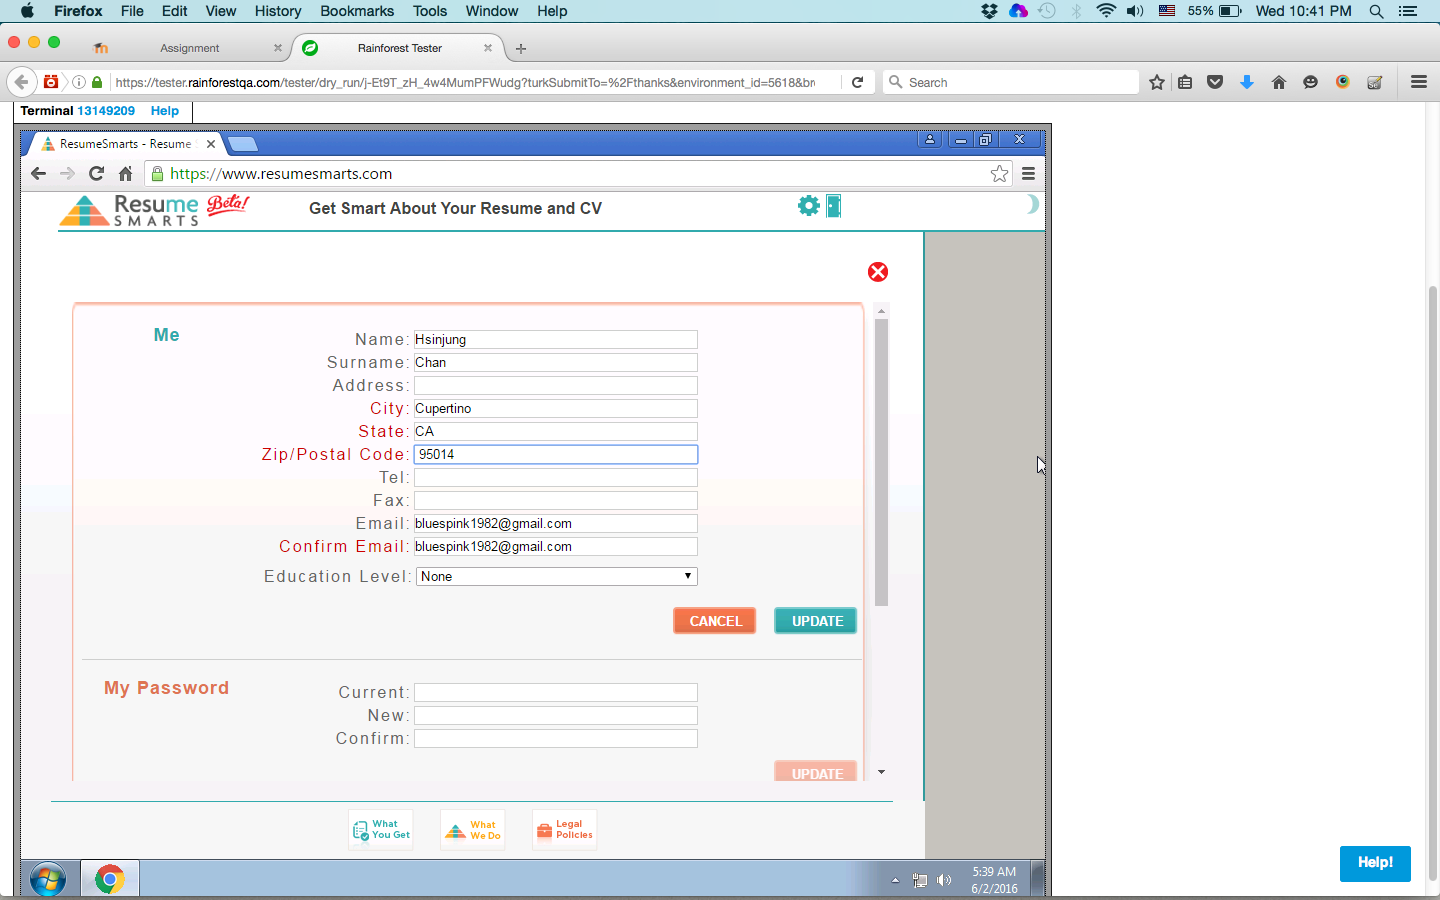 Firefox File Edit View History Bookmarks Tools Window Help 55% Wed 10:41 PM
Assignment Rainforest Tester
https://tester.rainforestqa.com/tester/dry_run/j-Et9T_zH_4w4MumPFWudg?turkSubmitTo=%2Fthanks&environment_id=5618&br Search
Terminal 13149209 Help
ResumeSmarts - Resume
https://www.resumesmarts.com
Resume SMARTS Beta! Get Smart About Your Resume and CV
Me
Name: Hsinjung
Surname: Chan
Address:
City: Cupertino
State: CA
Zip/Postal Code: 95014
Tel:
Fax:
Email: bluespink1982@gmail.com
Confirm Email: bluespink1982@gmail.com
Education Level: None
CANCEL UPDATE
My Password
Current:
New:
Confirm:
UPDATE
What You Get
What We Do
Legal Policies
Help!
5:39 AM
6/2/2016